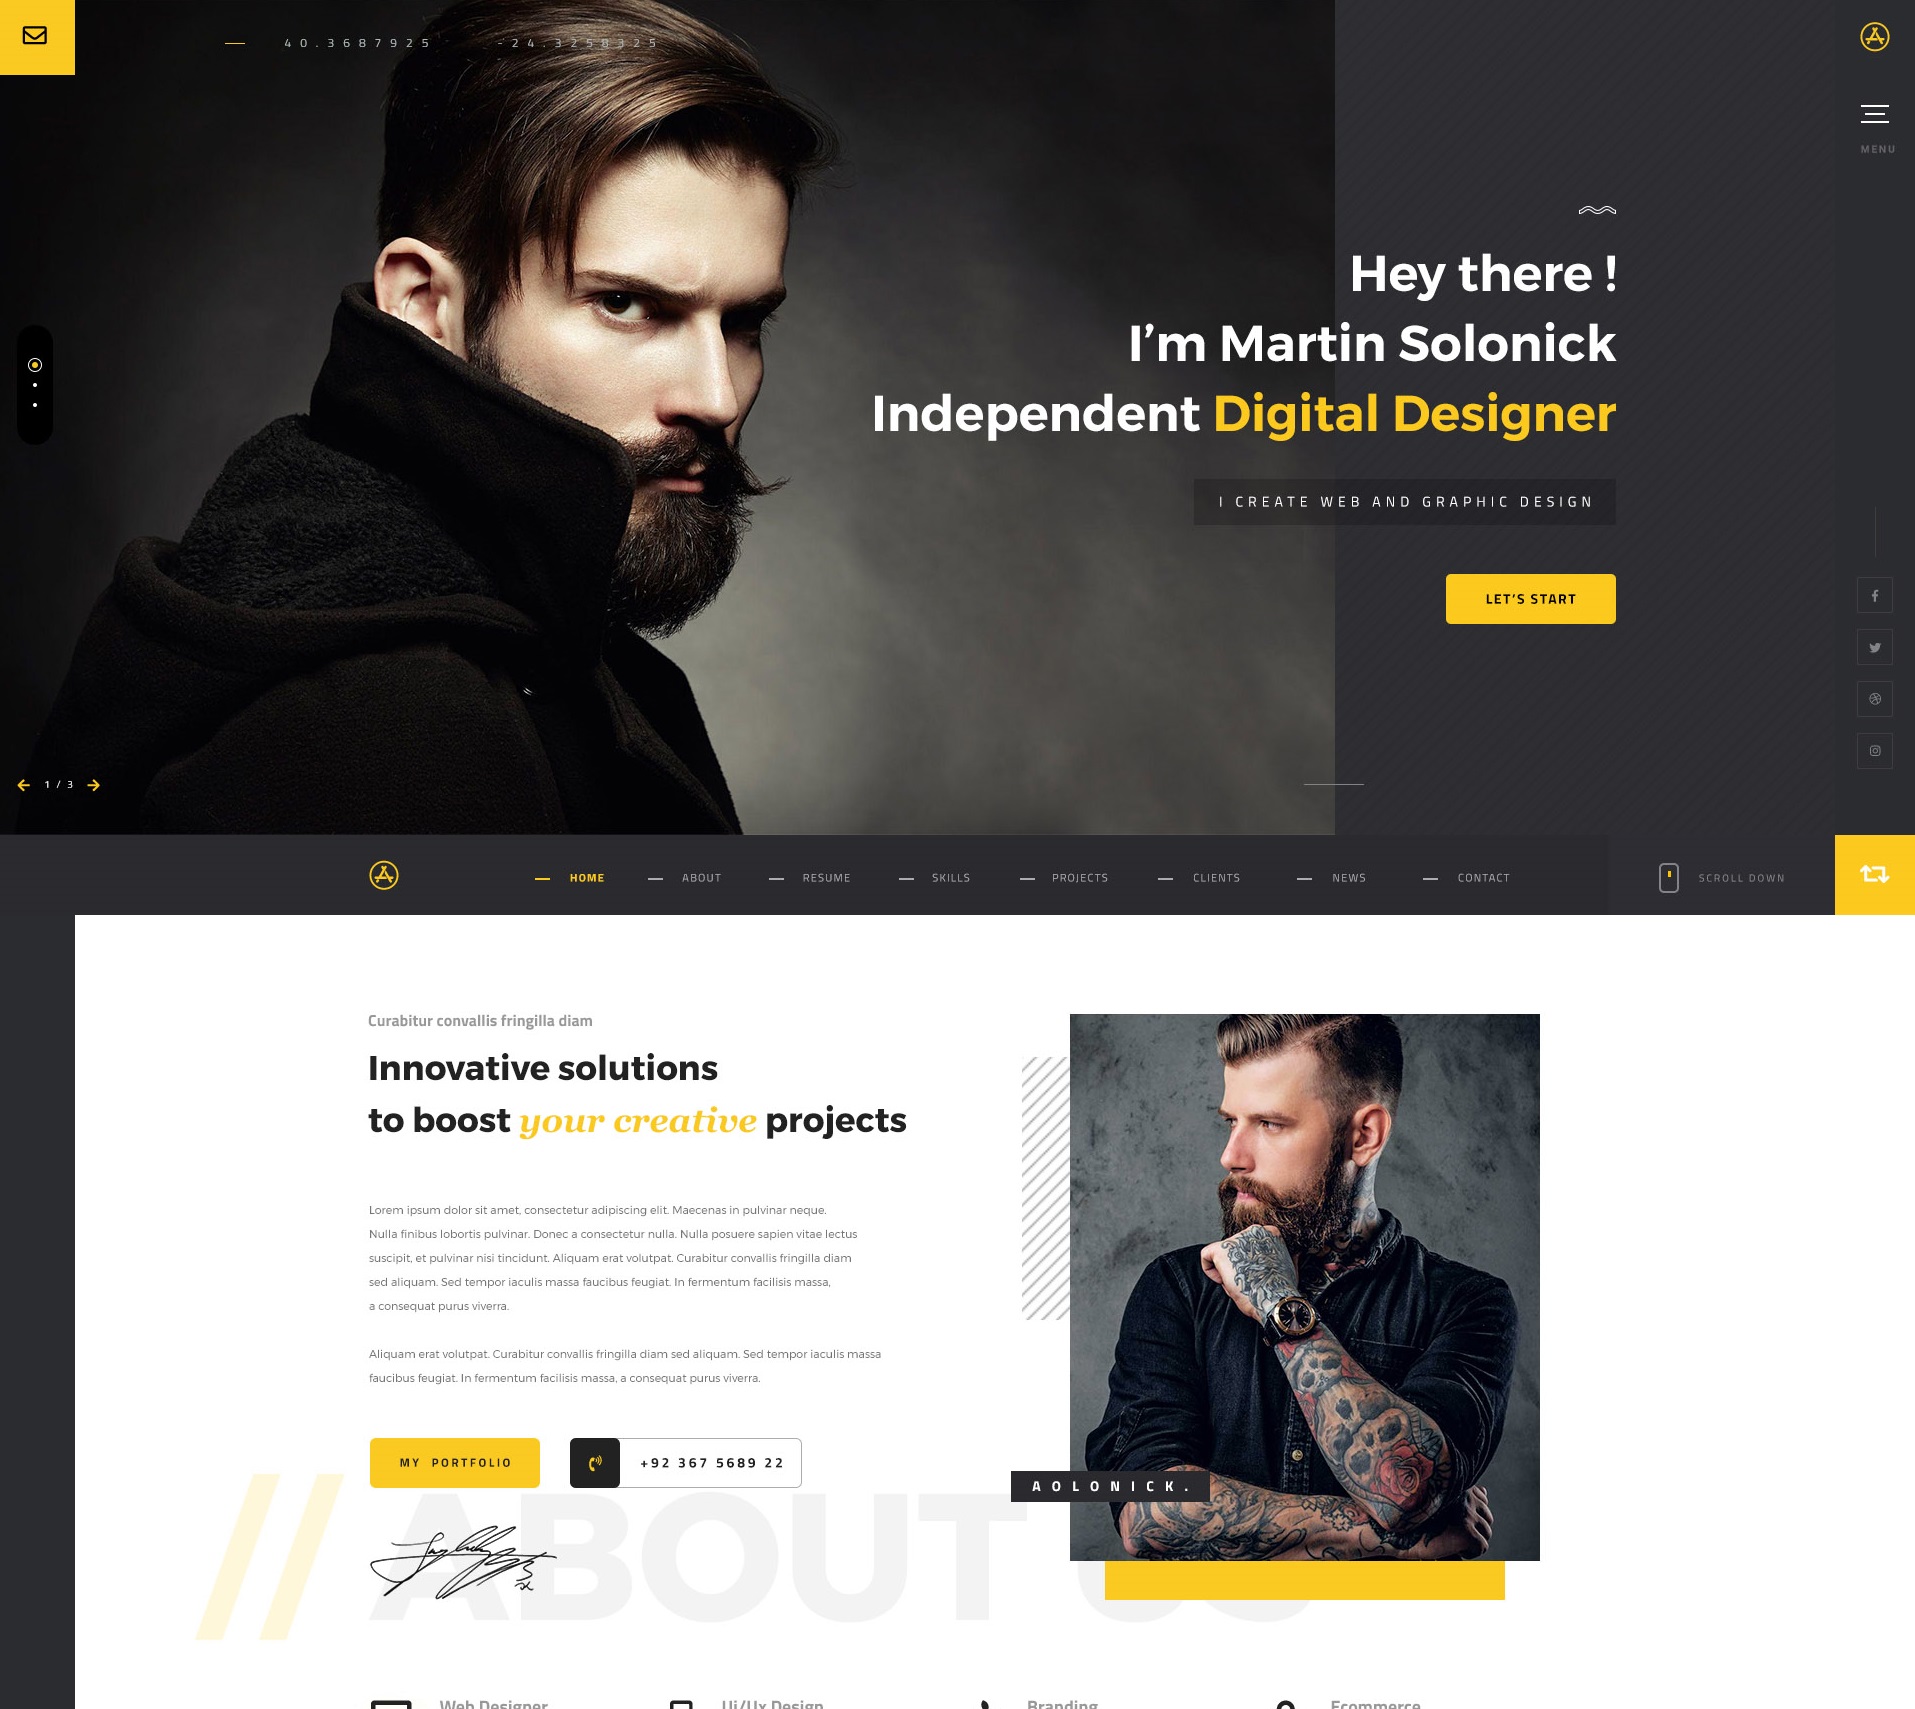 40.3687925 -24.3258325
MENU
Hey there !
I’m Martin Solonick
Independent Digital Designer
I CREATE WEB AND GRAPHIC DESIGN
LET’S START
1 / 3
HOME
ABOUT
RESUME
SKILLS
PROJECTS
CLIENTS
NEWS
CONTACT
SCROLL DOWN
Curabitur convallis fringilla diam
Innovative solutions
to boost your creative projects
Lorem ipsum dolor sit amet, consectetur adipiscing elit. Maecenas in pulvinar neque.
Nulla finibus lobortis pulvinar. Donec a consectetur nulla. Nulla posuere sapien vitae lectus
suscipit, et pulvinar nisi tincidunt. Aliquam erat volutpat. Curabitur convallis fringilla diam
sed aliquam. Sed tempor iaculis massa faucibus feugiat. In fermentum facilisis massa,
a consequat purus viverra.
Aliquam erat volutpat. Curabitur convallis fringilla diam sed aliquam. Sed tempor iaculis massa
faucibus feugiat. In fermentum facilisis massa, a consequat purus viverra.
MY PORTFOLIO
+92 367 5689 22
AOLONICK.
// ABOUT
Web Designer
Ui/Ux Design
Branding
Ecommerce